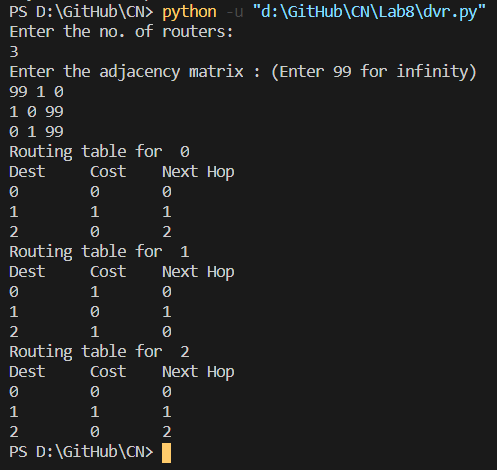 PS D:\GitHub\CN> python -u "d:\GitHub\CN\Lab8\dvr.py"
Enter the no. of routers:
3
Enter the adjacency matrix : (Enter 99 for infinity)
99 1 0
1 0 99
0 1 99
Routing table for  0
Dest     Cost     Next Hop
0        0        0
1        1        1
2        0        2
Routing table for  1
Dest     Cost     Next Hop
0        1        0
1        0        1
2        1        0
Routing table for  2
Dest     Cost     Next Hop
0        0        0
1        1        1
2        0        2
PS D:\GitHub\CN>